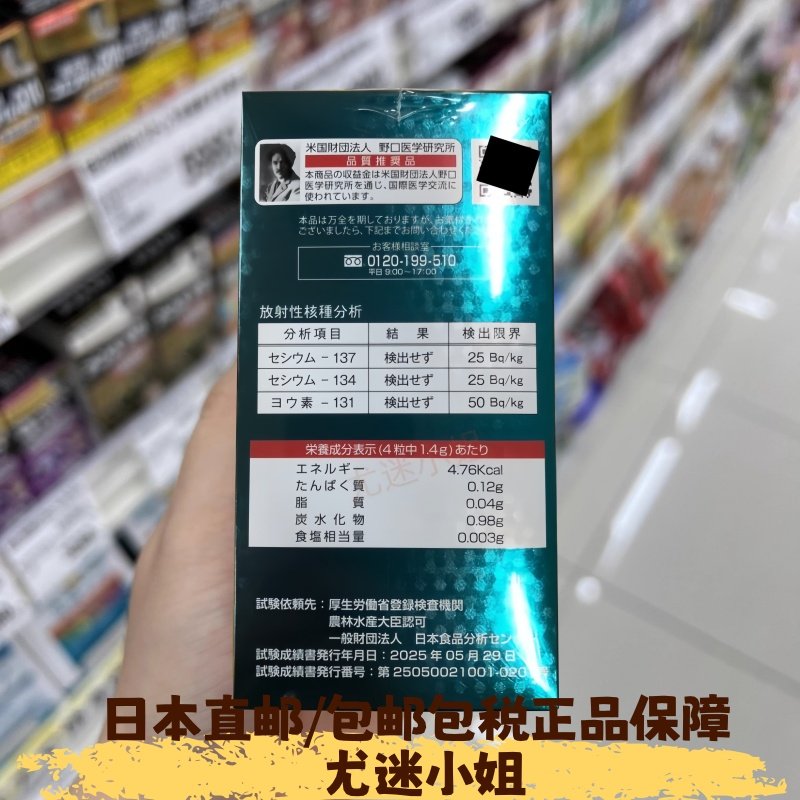 米国財団法人 野口医学研究所
品質推奨品
本商品の収益金は米国財団法人野口
医学研究所を通じ、国際医学交流に
使われています。
本品は万全を期しておりますが、お気
ございましたら、下記までお問い合わせくだ
お客様相談室
0120-199-510
平日 9:00~17:00
放射性核種分析
分析項目 結果 検出限界
セシウム-137 検出せず 25 Bq/kg
セシウム-134 検出せず 25 Bq/kg
ヨウ素-131 検出せず 50 Bq/kg
栄養成分表示(4粒中1.4g)あたり
エネルギー 4.76Kcal
たんぱく質 0.12g
脂質 0.04g
炭水化物 0.98g
食塩相当量 0.003g
尤迷小姐
試験依頼先:厚生労働省登録検査機関
農林水産大臣認可
一般財団法人 日本食品分析セン
試験成績書発行年月日:2025年05月29日
試験成績書発行番号:第 25050021001-020
日本直邮/包邮包税正品保障
尤迷小姐